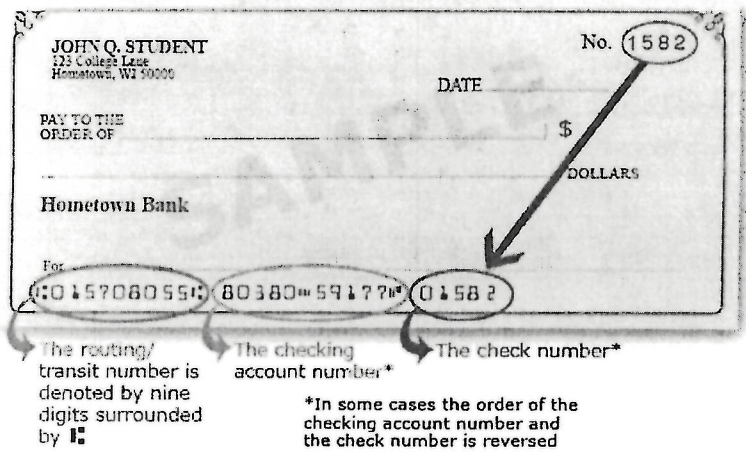 JOHN Q. STUDENT
123 College Lane
Hometown, WI 50000
No. 1582
DATE
PAY TO THE
ORDER OF
$
SAMPLE
DOLLARS
Hometown Bank
For
⑆015708055⑆ 80380⑉59177⑈ 01582
The routing/
transit number is
denoted by nine
digits surrounded
by ⑆
The checking
account number*
The check number*
*In some cases the order of the
checking account number and
the check number is reversed